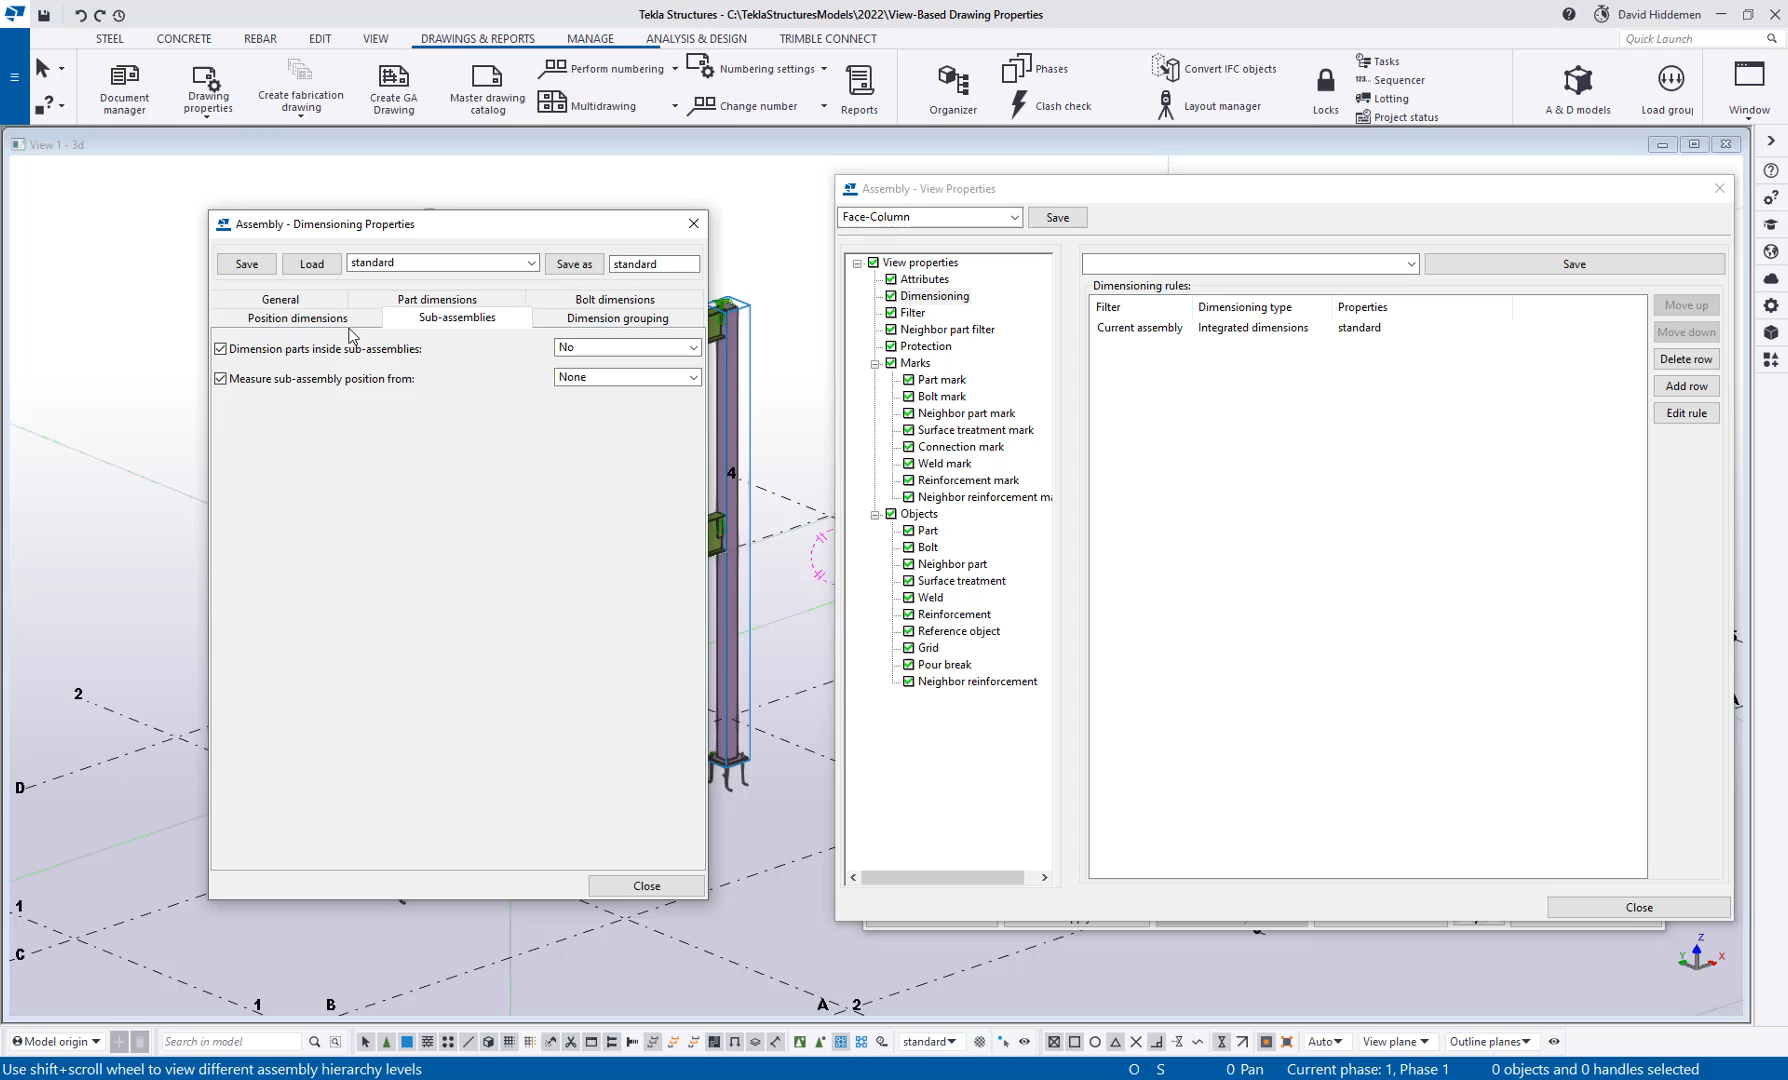 Tekla Structures - C:\TeklaStructuresModels\2022\View-Based Drawing Properties
David Hiddemen
STEEL CONCRETE REBAR EDIT VIEW DRAWINGS & REPORTS MANAGE ANALYSIS & DESIGN TRIMBLE CONNECT
Quick Launch
Document manager
Drawing properties
Create fabrication drawing
Create GA Drawing
Master drawing catalog
Perform numbering
Multidrawing
Numbering settings
Change number
Reports
Organizer
Phases
Clash check
Convert IFC objects
Layout manager
Locks
Tasks
123... Sequencer
Lotting
Project status
A & D models
Load group
Window
View 1 - 3d
Assembly - Dimensioning Properties
Save Load standard Save as standard
General Part dimensions Bolt dimensions
Position dimensions Sub-assemblies Dimension grouping
Dimension parts inside sub-assemblies: No
Measure sub-assembly position from: None
Close
Assembly - View Properties
Face-Column Save
View properties
Attributes
Dimensioning
Filter
Neighbor part filter
Protection
Marks
Part mark
Bolt mark
Neighbor part mark
Surface treatment mark
Connection mark
Weld mark
Reinforcement mark
Neighbor reinforcement ma
Objects
Part
Bolt
Neighbor part
Surface treatment
Weld
Reinforcement
Reference object
Grid
Pour break
Neighbor reinforcement
Save
Dimensioning rules:
Filter Dimensioning type Properties
Current assembly Integrated dimensions standard
Move up
Move down
Delete row
Add row
Edit rule
Close
4
2
D
1
C
1
B
A
2
Z
Y
X
Model origin Search in model standard Auto View plane Outline planes
Use shift+scroll wheel to view different assembly hierarchy levels
O S 0 Pan Current phase: 1, Phase 1 0 objects and 0 handles selected